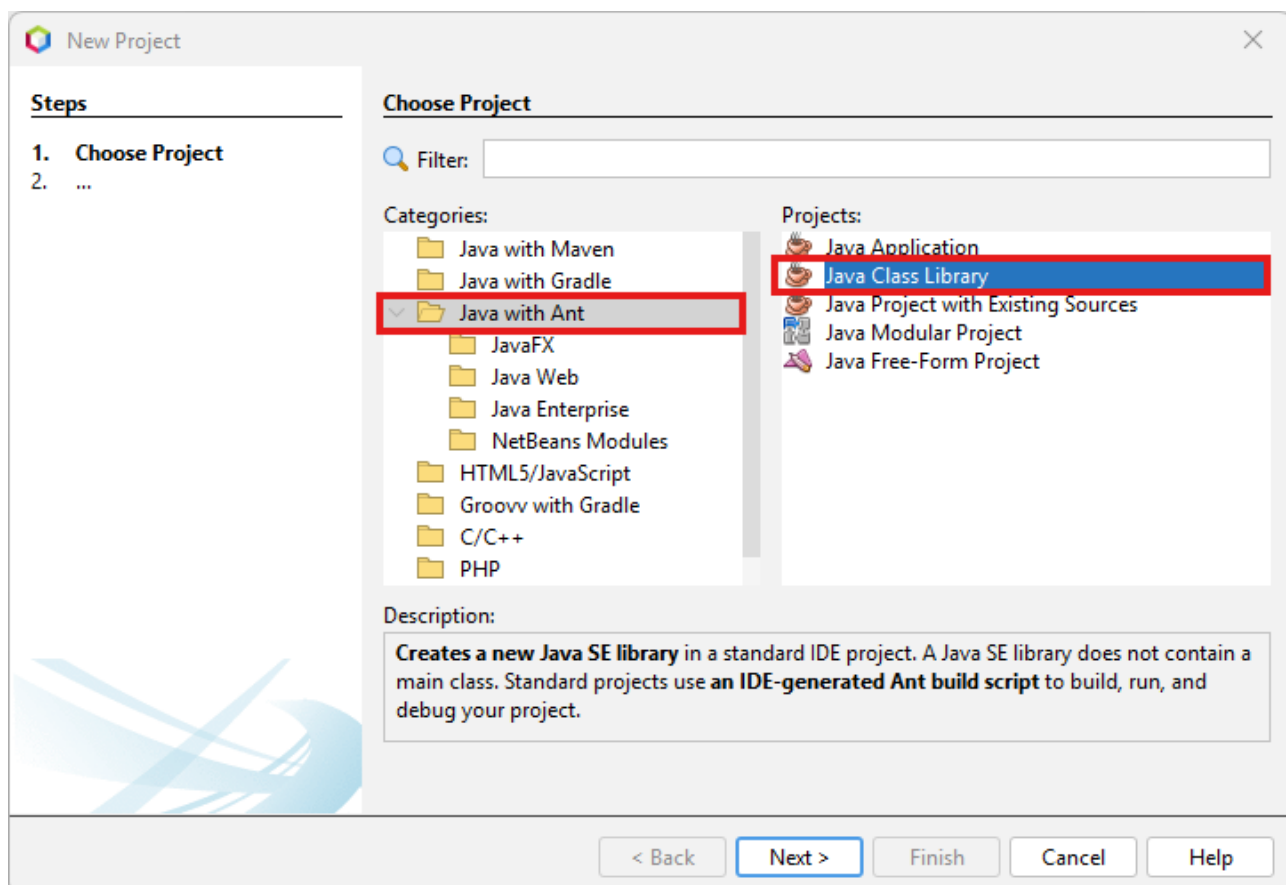 New Project
Steps
1. Choose Project
2. ...
Choose Project
Filter:
Categories:
Java with Maven
Java with Gradle
Java with Ant
JavaFX
Java Web
Java Enterprise
NetBeans Modules
HTML5/JavaScript
Groovy with Gradle
C/C++
PHP
Projects:
Java Application
Java Class Library
Java Project with Existing Sources
Java Modular Project
Java Free-Form Project
Description:
Creates a new Java SE library in a standard IDE project. A Java SE library does not contain a
main class. Standard projects use an IDE-generated Ant build script to build, run, and
debug your project.
< Back
Next >
Finish
Cancel
Help